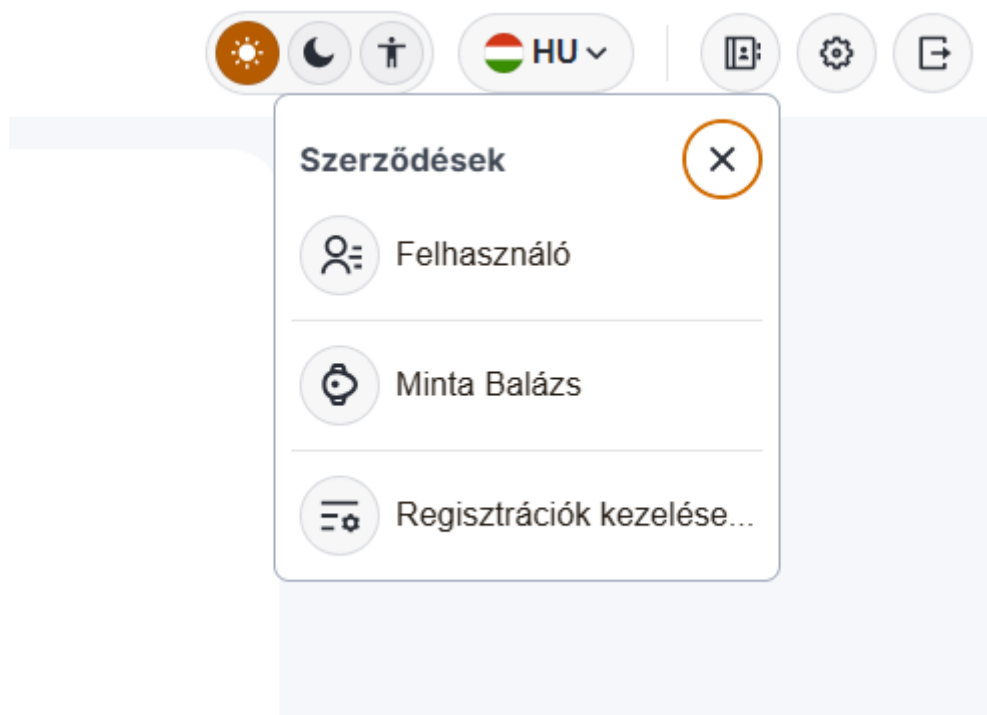 HU
Szerződések
Felhasználó
Minta Balázs
Regisztrációk kezelése...